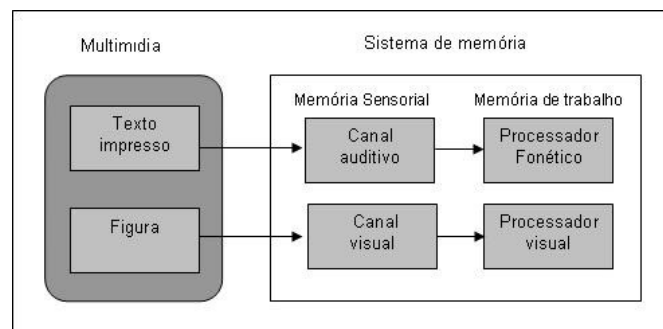 Multimidia
Sistema de memória
Memória Sensorial
Memória de trabalho
Texto
impresso
Canal
auditivo
Processador
Fonético
Figura
Canal
visual
Processador
visual